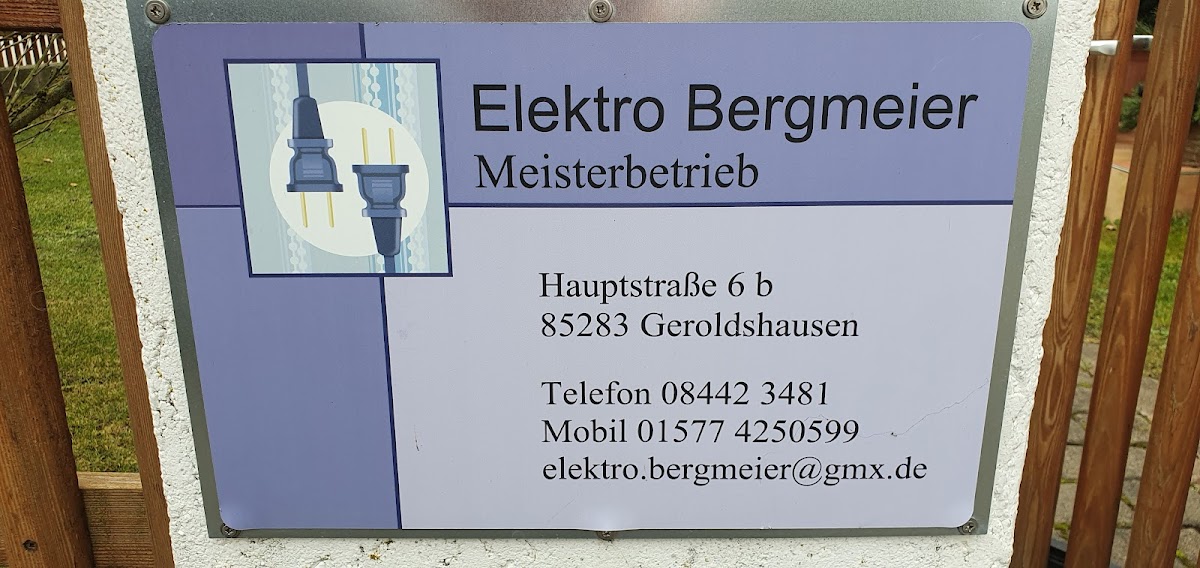 Elektro Bergmeier
Meisterbetrieb
Hauptstraße 6 b
85283 Geroldshausen
Telefon 08442 3481
Mobil 01577 4250599
elektro.bergmeier@gmx.de